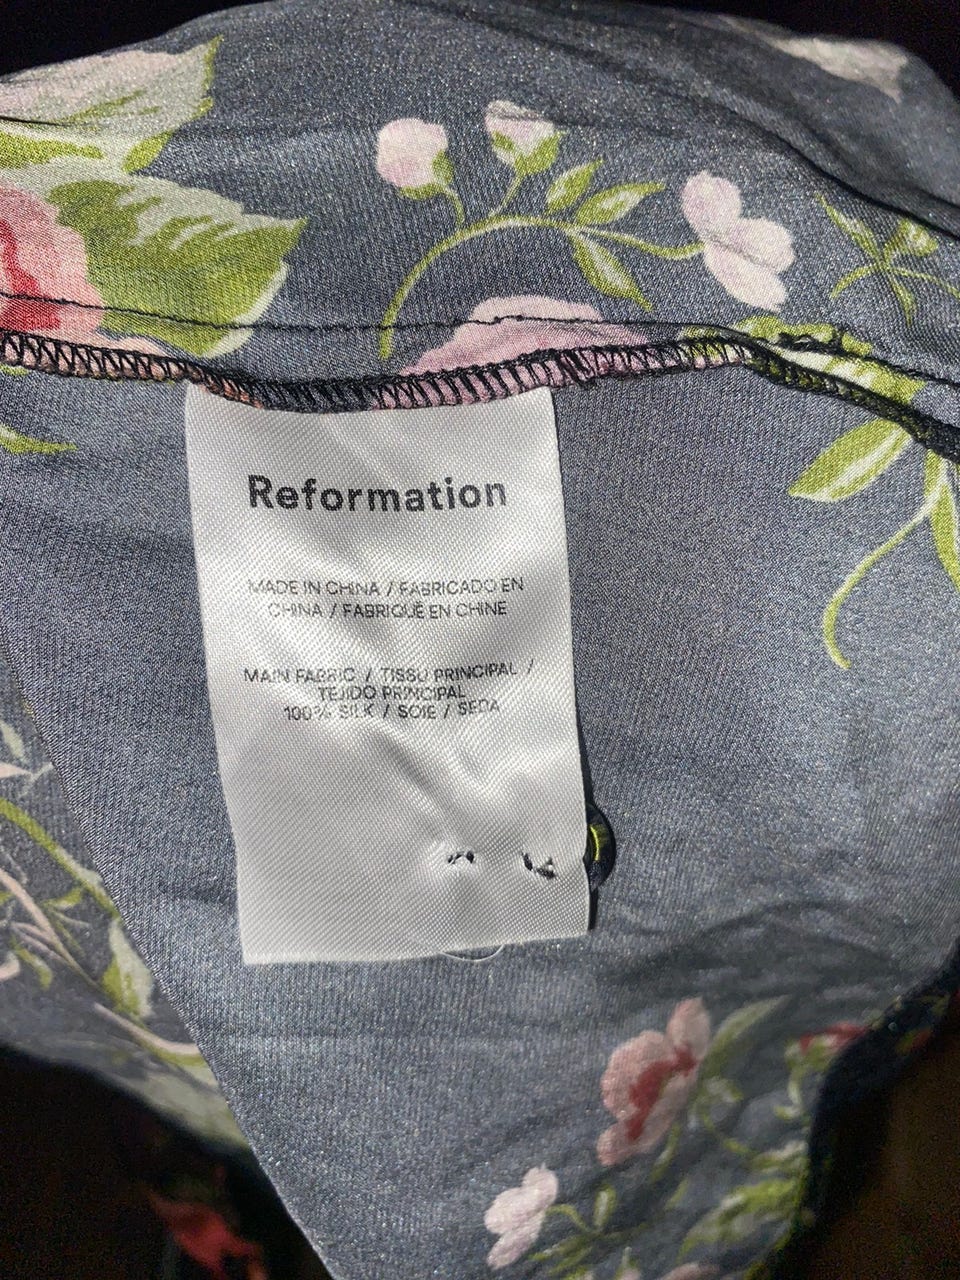 Reformation
MADE IN CHINA / FABRICADO EN
CHINA / FABRIQUÉ EN CHINE
MAIN FABRIC / TISSU PRINCIPAL /
TEJIDO PRINCIPAL
100% SILK / SOIE / SEDA